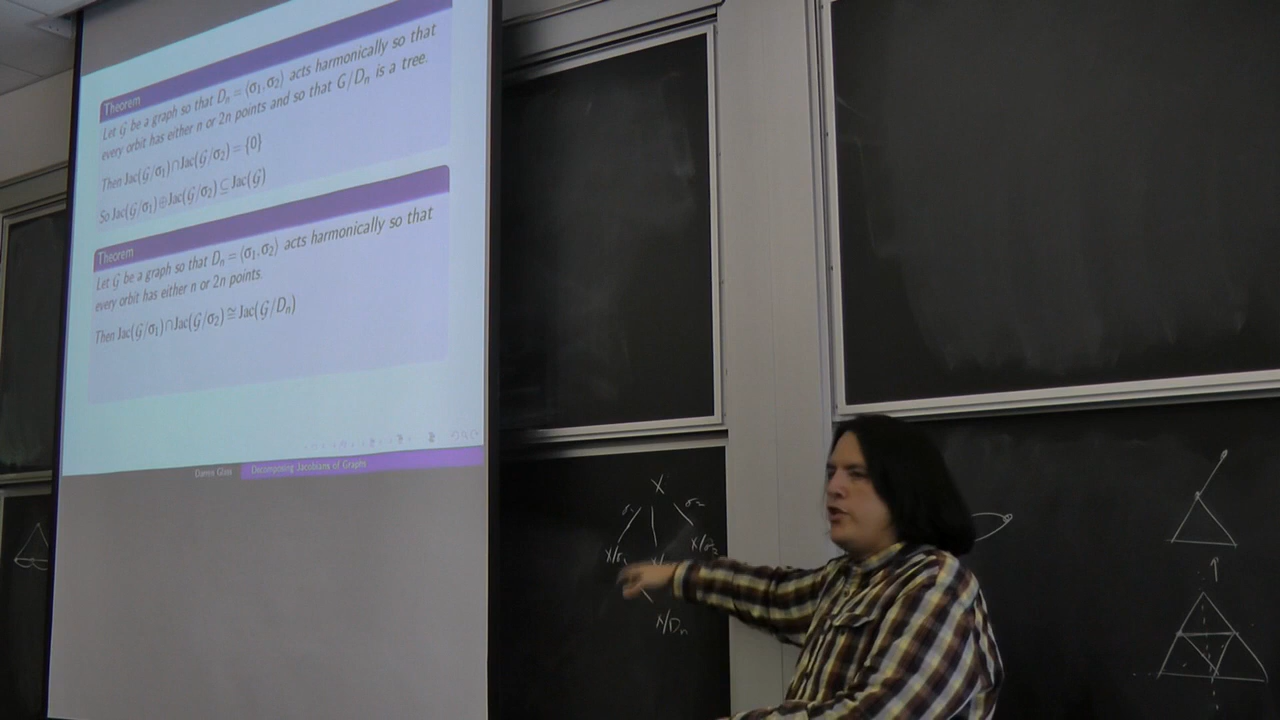 Theorem
Let G be a graph so that Dₙ = ⟨σ₁,σ₂⟩ acts harmonically so that
every orbit has either n or 2n points and so that G/Dₙ is a tree.
Then Jac(G/σ₁)∩Jac(G/σ₂) = {0}
So Jac(G/σ₁)⊕Jac(G/σ₂) ⊆ Jac(G)
Theorem
Let G be a graph so that Dₙ = ⟨σ₁,σ₂⟩ acts harmonically so that
every orbit has either n or 2n points.
Then Jac(G/σ₁)∩Jac(G/σ₂) ≅ Jac(G/Dₙ)
Darren Glass Decomposing Jacobians of Graphs
X
σ₁ σ₂
X/σ₁ X/σ₂
X/Dₙ